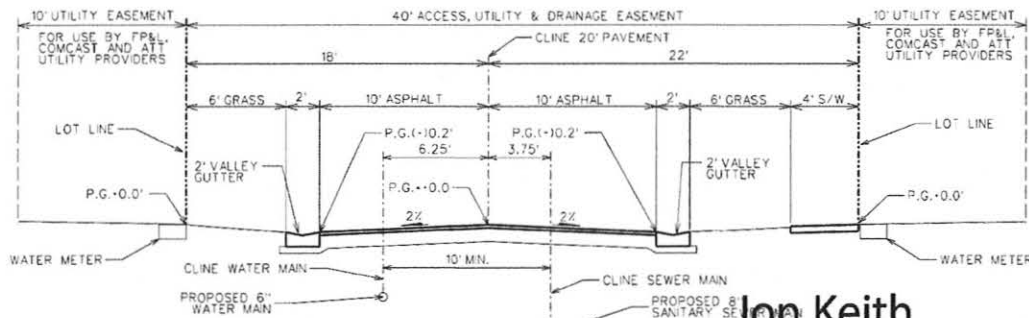 10' UTILITY EASEMENT
40' ACCESS, UTILITY & DRAINAGE EASEMENT
10' UTILITY EASEMENT
FOR USE BY FP&L,
COMCAST AND ATT
UTILITY PROVIDERS
CLINE 20' PAVEMENT
FOR USE BY FP&L,
COMCAST AND ATT
UTILITY PROVIDERS
18'
22'
6' GRASS
2'
10' ASPHALT
10' ASPHALT
2'
6' GRASS
4' S/W
LOT LINE
P.G.(-)0.2'
P.G.(-)0.2'
LOT LINE
6.25'
3.75'
2' VALLEY
GUTTER
2' VALLEY
GUTTER
P.G.+0.0'
P.G.+-0.0
P.G.+0.0'
2%
2%
WATER METER
10' MIN.
WATER METER
CLINE WATER MAIN
CLINE SEWER MAIN
PROPOSED 6"
WATER MAIN
PROPOSED 8"
SANITARY SEWER MAIN
Jon Keith